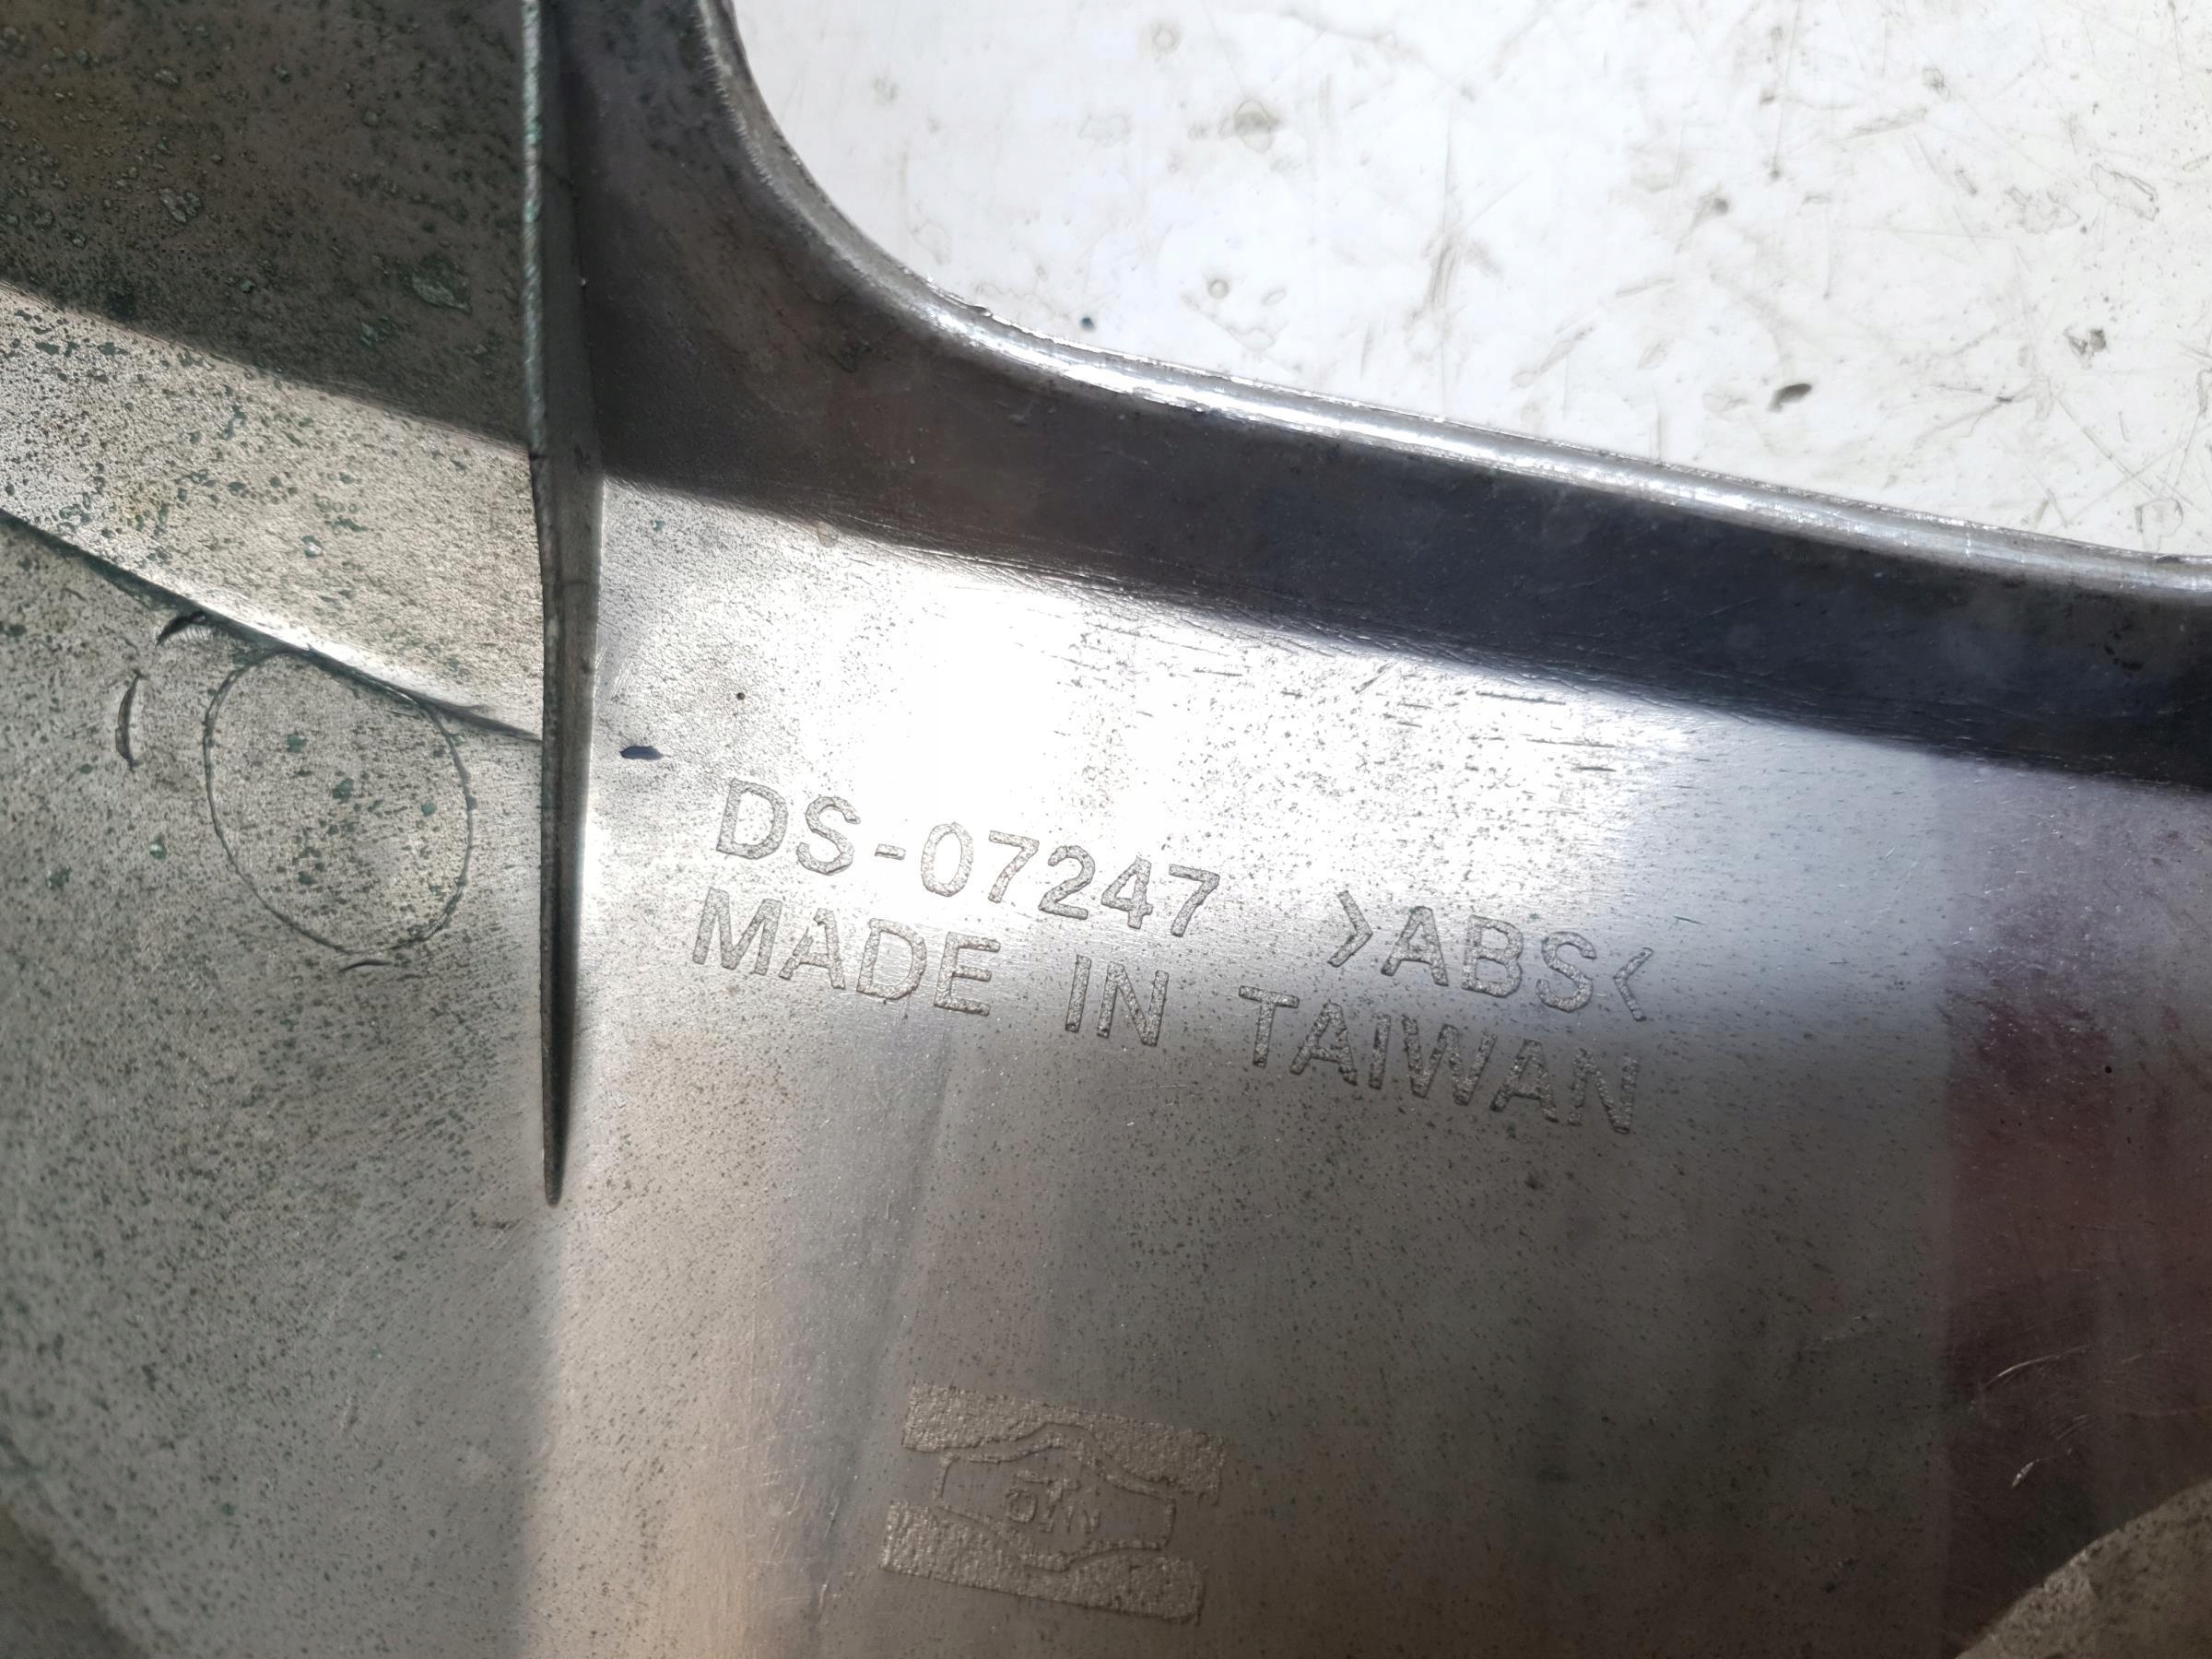 DS-07247 >ABS<
MADE IN TAIWAN